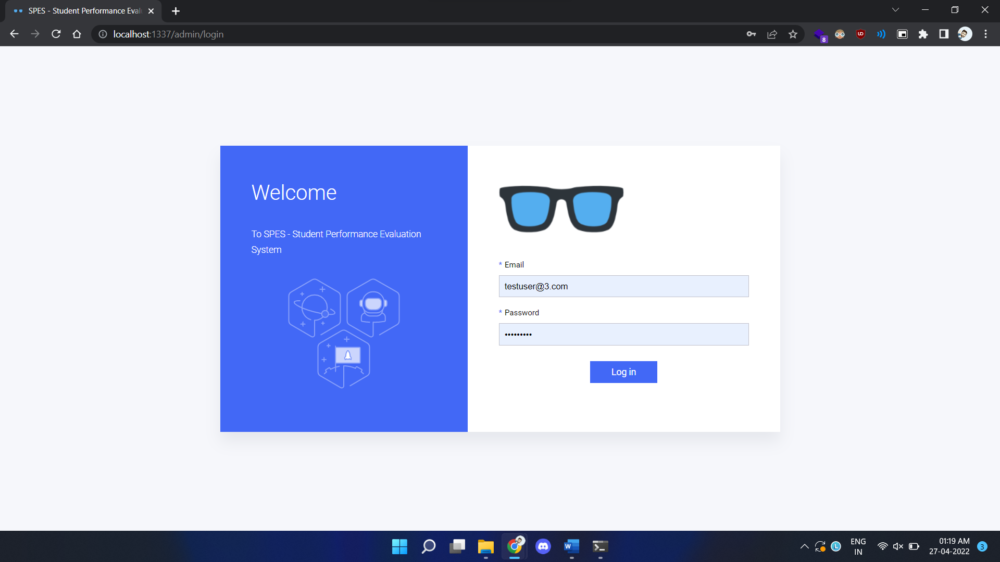 SPES - Student Performance Eval
localhost:1337/admin/login
8
Welcome
To SPES - Student Performance Evaluation
System
* Email
testuser@3.com
* Password
•••••••••
Log in
W
L
ENG
IN
01:19 AM
27-04-2022
3